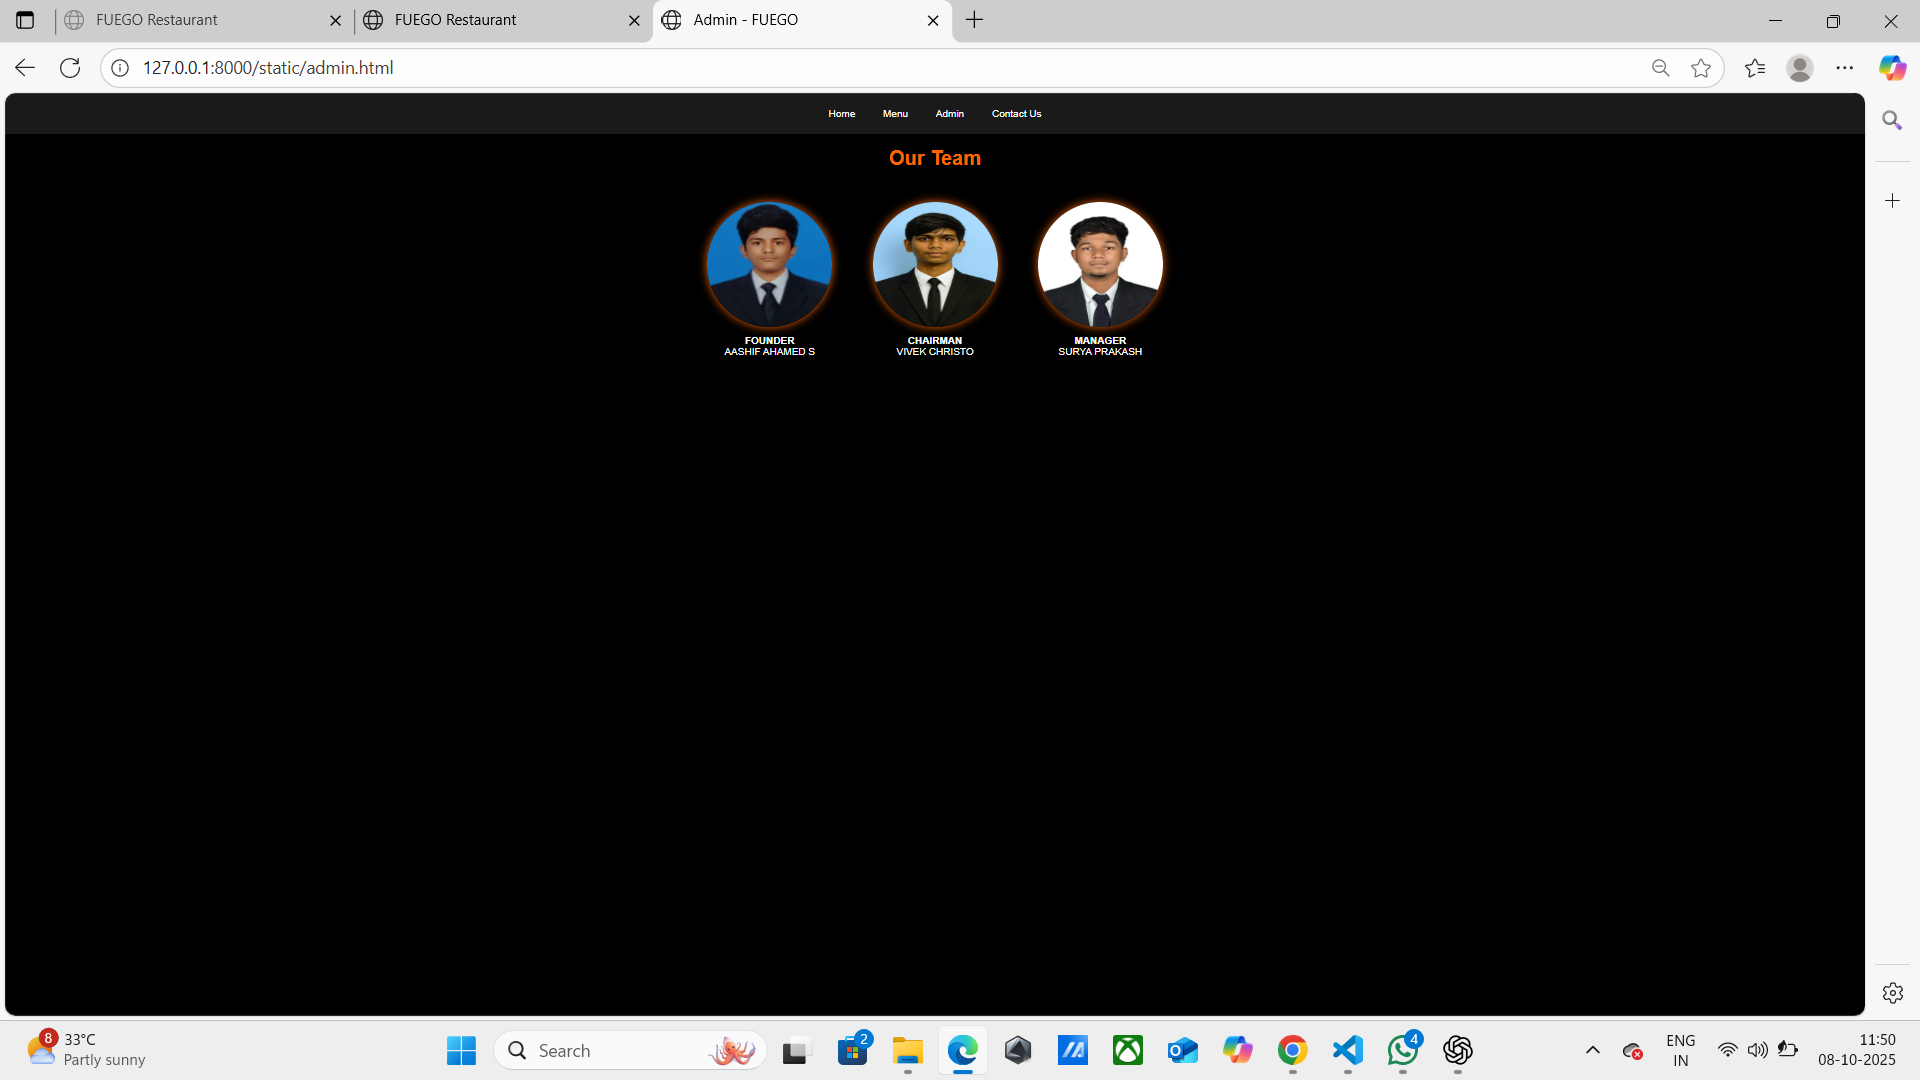 FUEGO Restaurant
FUEGO Restaurant
Admin - FUEGO
127.0.0.1:8000/static/admin.html
Home Menu Admin Contact Us
Our Team
FOUNDER
AASHIF AHAMED S
CHAIRMAN
VIVEK CHRISTO
MANAGER
SURYA PRAKASH
8
33°C
Partly sunny
Search
2
4
ENG
IN
11:50
08-10-2025